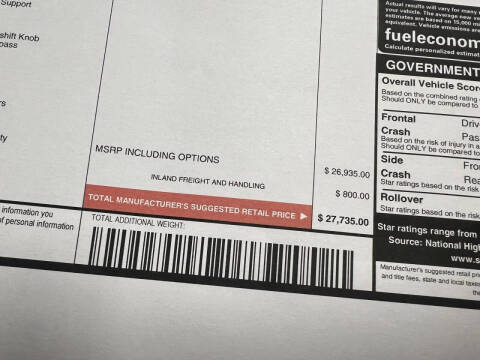 Support
shift Knob
pass
rs
ty
information you
of personal information
MSRP INCLUDING OPTIONS
$ 26,935.00
INLAND FREIGHT AND HANDLING
$ 800.00
TOTAL MANUFACTURER'S SUGGESTED RETAIL PRICE
$ 27,735.00
TOTAL ADDITIONAL WEIGHT:
Actual results will vary for many
your vehicle. The average new ve
estimates are based on 15,000 m
equivalent. Vehicle emissions are
fueleconom
Calculate personalized estimat
GOVERNMENT
Overall Vehicle Scor
Based on the combined rating
Should ONLY be compared to
Frontal Driv
Crash Pas
Based on the risk of injury in a
Should ONLY be compared to
Side Fro
Crash Rea
Star ratings based on the risk
Rollover
Star ratings based on the risk
Star ratings range from
Source: National High
www.s
Manufacturer's suggested retail pric
and title fees, state and local taxes
the